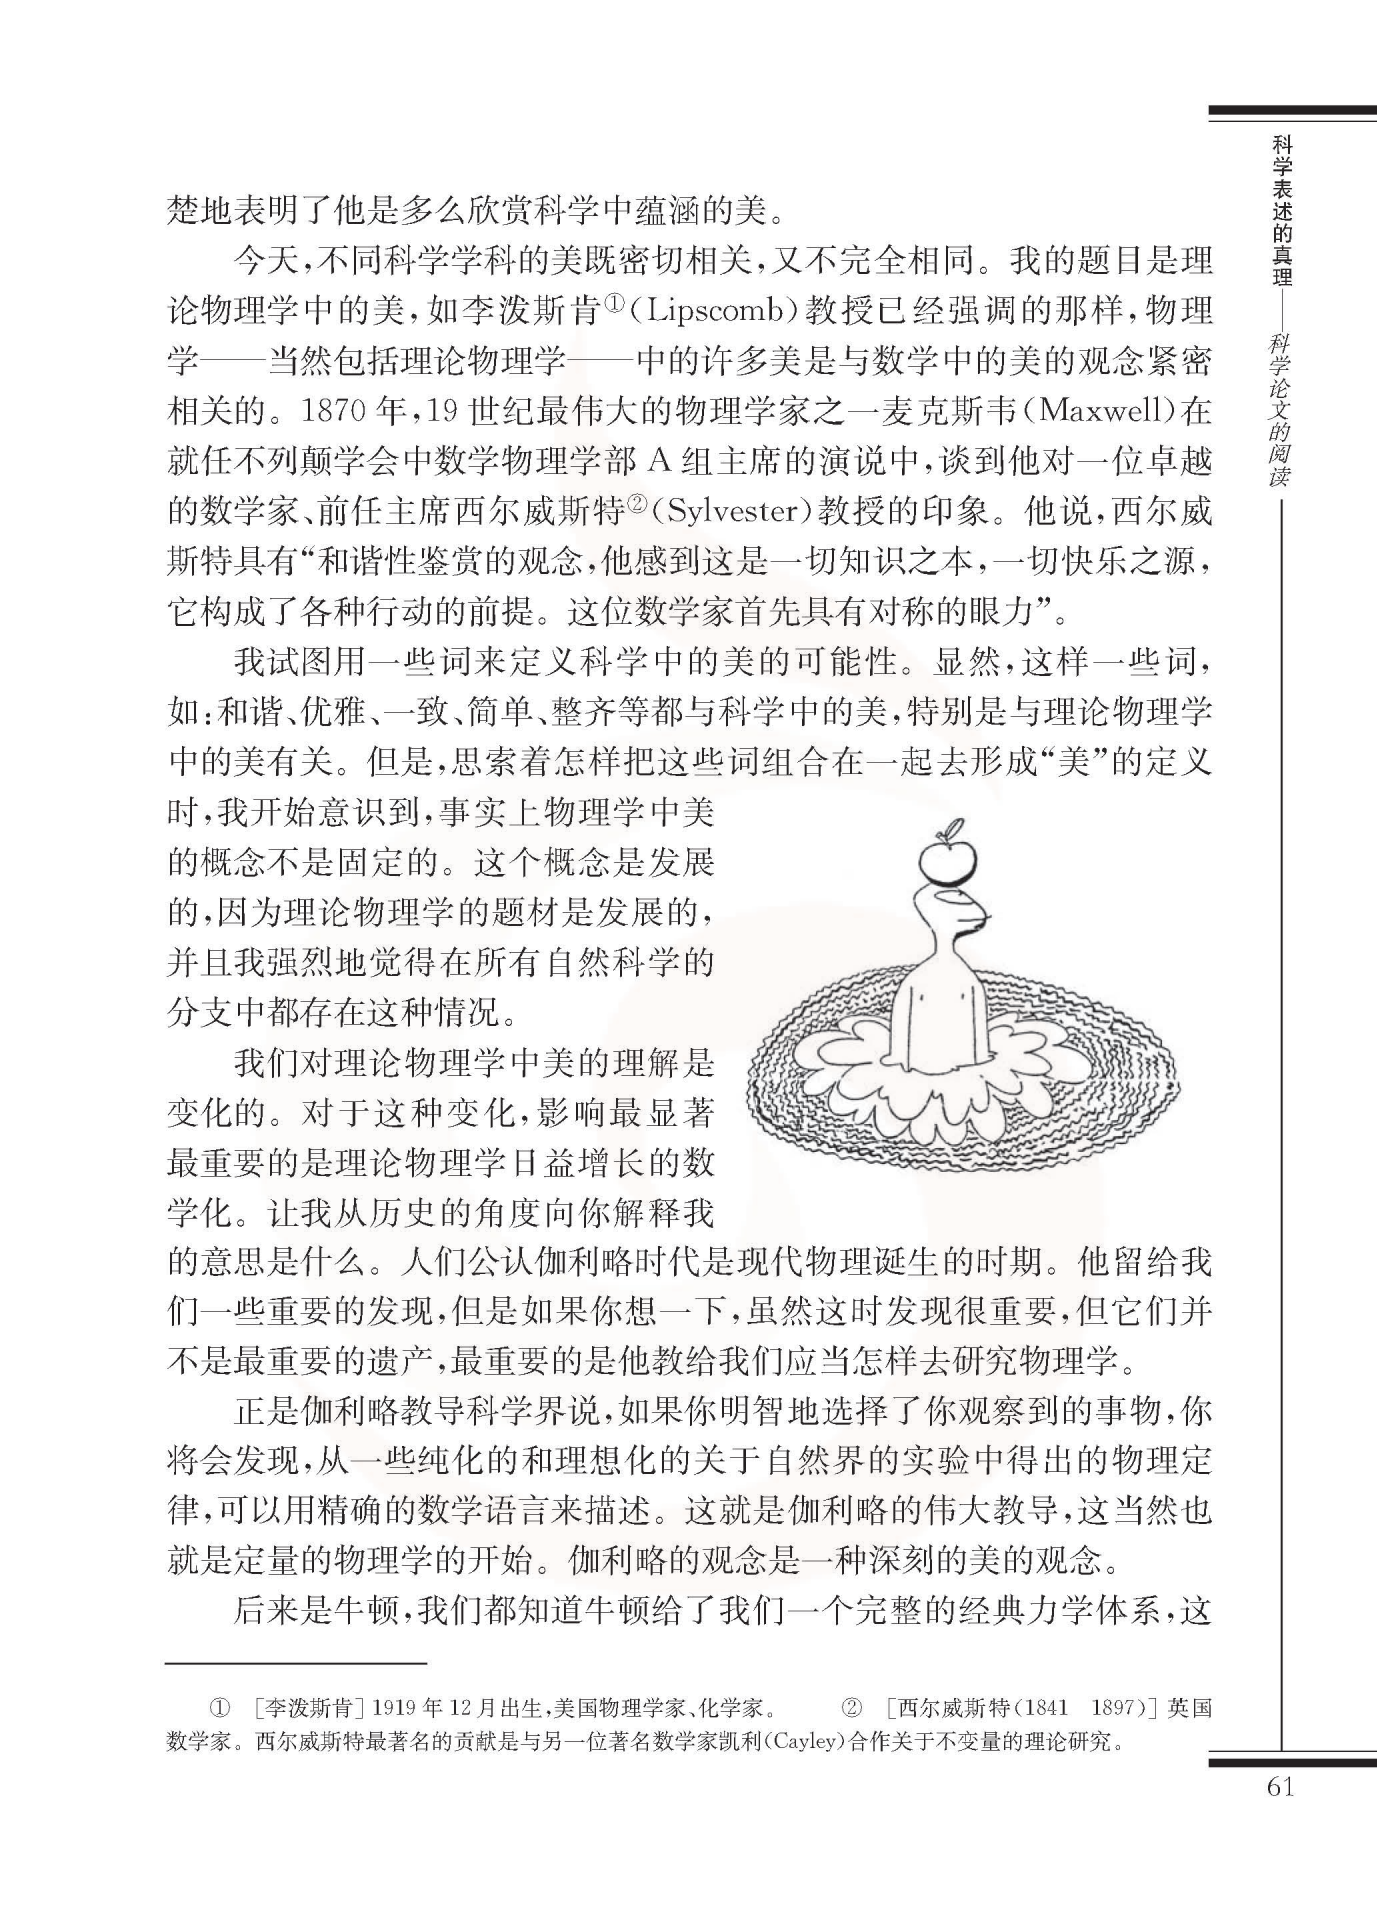 楚地表明了他是多么欣赏科学中蕴涵的美。
今天,不同科学学科的美既密切相关,又不完全相同。我的题目是理
论物理学中的美,如李泼斯肯①(Lipscomb)教授已经强调的那样,物理
学——当然包括理论物理学——中的许多美是与数学中的美的观念紧密
相关的。1870年,19世纪最伟大的物理学家之一麦克斯韦(Maxwell)在
就任不列颠学会中数学物理学部A组主席的演说中,谈到他对一位卓越
的数学家、前任主席西尔威斯特②(Sylvester)教授的印象。他说,西尔威
斯特具有“和谐性鉴赏的观念,他感到这是一切知识之本,一切快乐之源,
它构成了各种行动的前提。这位数学家首先具有对称的眼力”。
我试图用一些词来定义科学中的美的可能性。显然,这样一些词,
如:和谐、优雅、一致、简单、整齐等都与科学中的美,特别是与理论物理学
中的美有关。但是,思索着怎样把这些词组合在一起去形成“美”的定义
时,我开始意识到,事实上物理学中美
的概念不是固定的。这个概念是发展
的,因为理论物理学的题材是发展的,
并且我强烈地觉得在所有自然科学的
分支中都存在这种情况。
我们对理论物理学中美的理解是
变化的。对于这种变化,影响最显著
最重要的是理论物理学日益增长的数
学化。让我从历史的角度向你解释我
的意思是什么。人们公认伽利略时代是现代物理诞生的时期。他留给我
们一些重要的发现,但是如果你想一下,虽然这时发现很重要,但它们并
不是最重要的遗产,最重要的是他教给我们应当怎样去研究物理学。
正是伽利略教导科学界说,如果你明智地选择了你观察到的事物,你
将会发现,从一些纯化的和理想化的关于自然界的实验中得出的物理定
律,可以用精确的数学语言来描述。这就是伽利略的伟大教导,这当然也
就是定量的物理学的开始。伽利略的观念是一种深刻的美的观念。
后来是牛顿,我们都知道牛顿给了我们一个完整的经典力学体系,这
① [李泼斯肯] 1919年12月出生,美国物理学家、化学家。 ② [西尔威斯特(1841 1897)] 英国
数学家。西尔威斯特最著名的贡献是与另一位著名数学家凯利(Cayley)合作关于不变量的理论研究。
科学表述的真理——科学论文的阅读
61